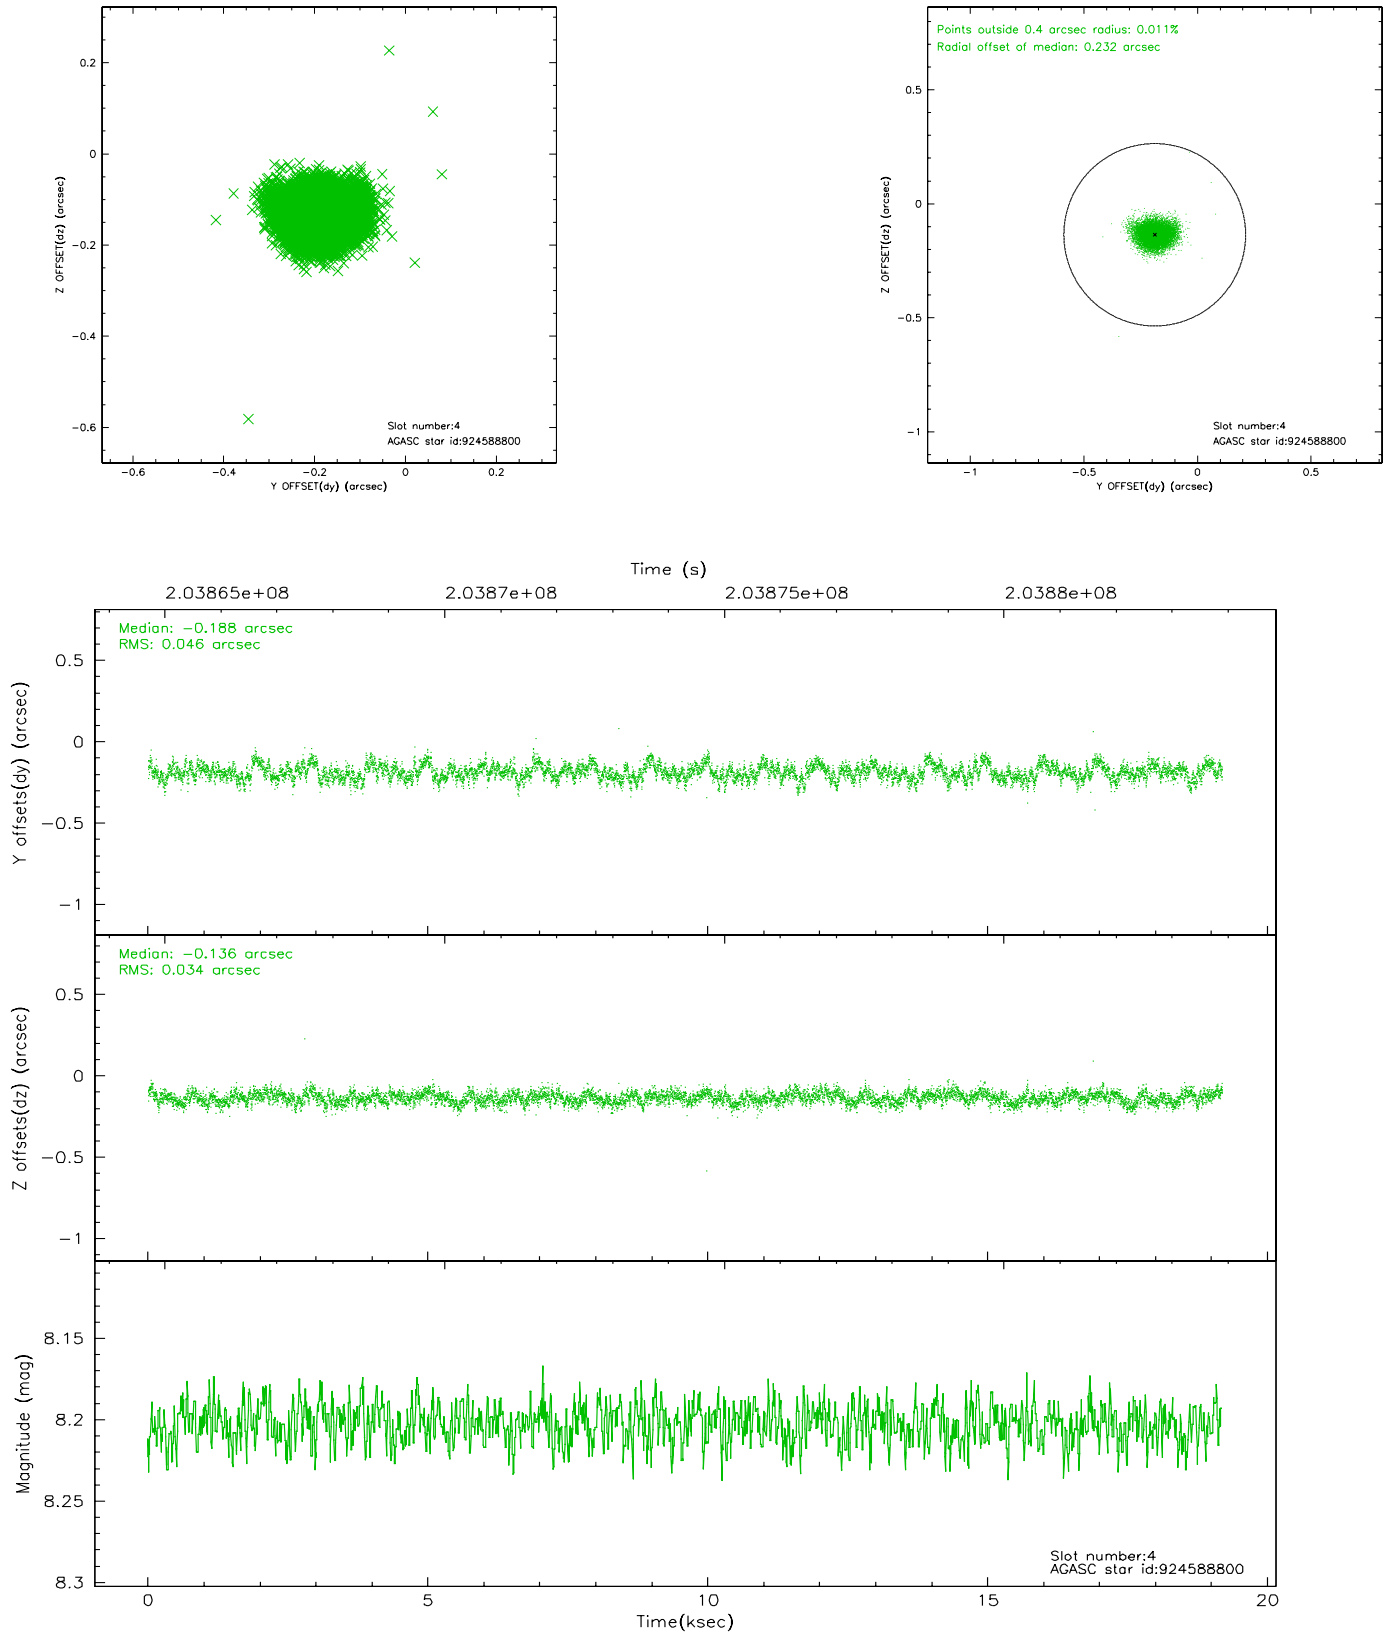 0.2
0
-0.2
-0.4
-0.6
Z OFFSET(dz) (arcsec)
Slot number:4
AGASC star id:924588800
-0.6 -0.4 -0.2 0 0.2
Y OFFSET(dy) (arcsec)
Points outside 0.4 arcsec radius: 0.011%
Radial offset of median: 0.232 arcsec
0.5
0
-0.5
-1
Z OFFSET(dz) (arcsec)
Slot number:4
AGASC star id:924588800
-1 -0.5 0 0.5
Y OFFSET(dy) (arcsec)
Time (s)
2.03865e+08 2.0387e+08 2.03875e+08 2.0388e+08
Median: -0.188 arcsec
RMS: 0.046 arcsec
0.5
0
-0.5
-1
Y offsets(dy) (arcsec)
Median: -0.136 arcsec
RMS: 0.034 arcsec
0.5
0
-0.5
-1
Z offsets(dz) (arcsec)
8.15
8.2
8.25
8.3
Magnitude (mag)
Slot number:4
AGASC star id:924588800
0 5 10 15 20
Time(ksec)